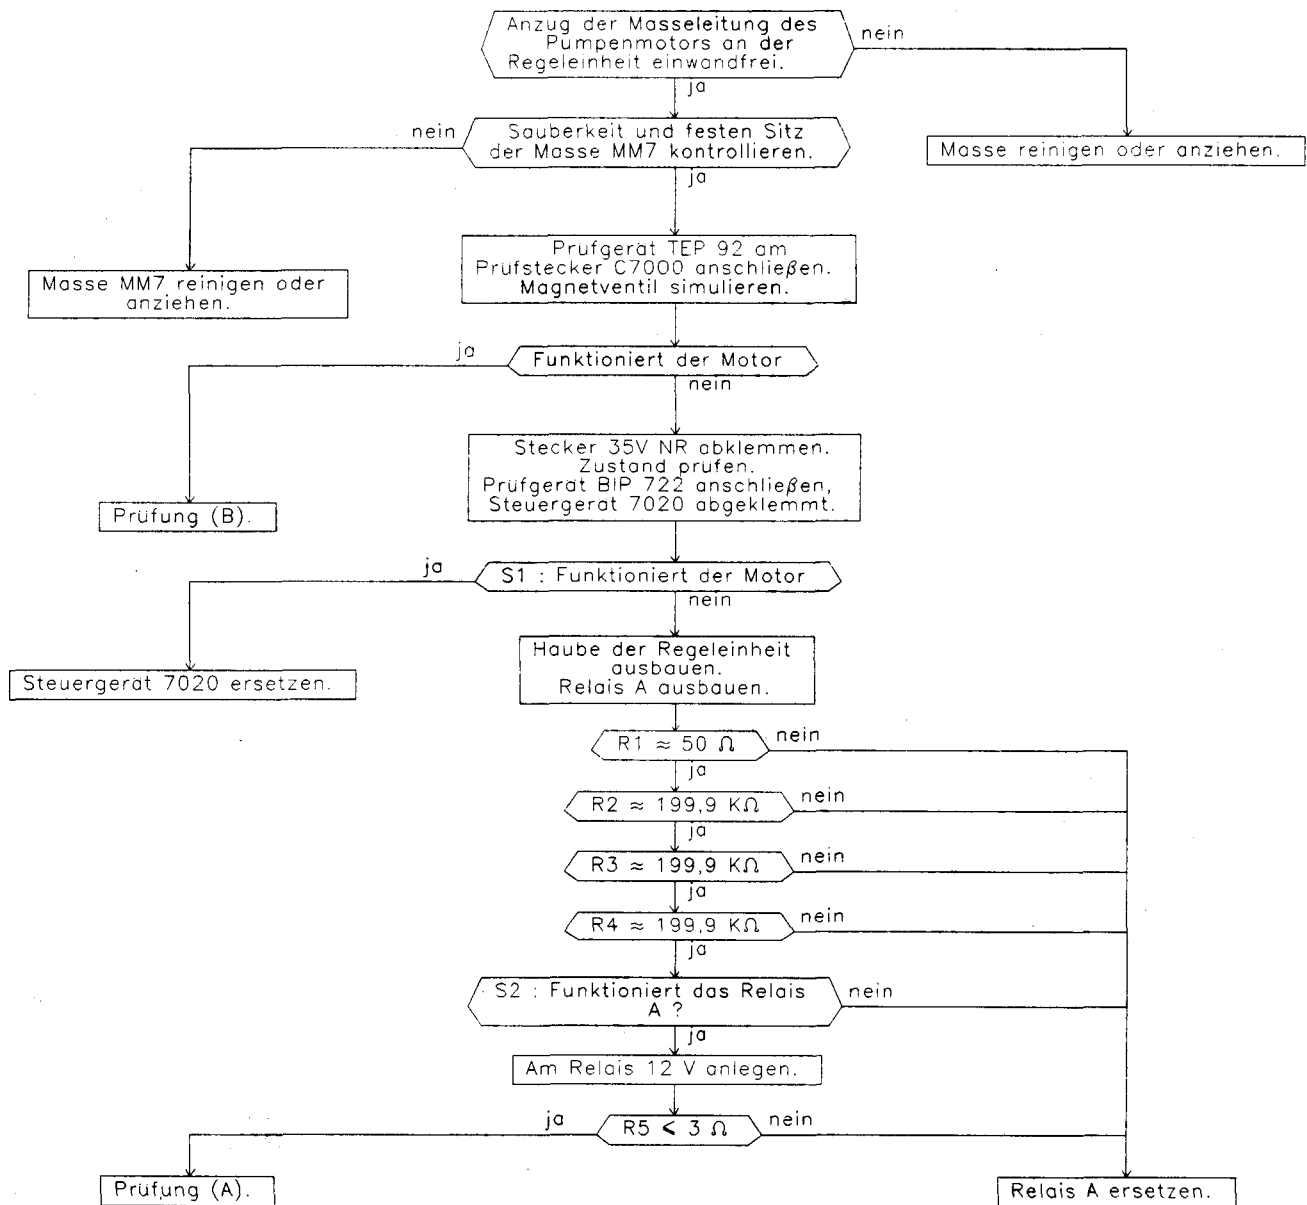 Anzug der Masseleitung des
Pumpenmotors an der
Regeleinheit einwandfrei.
nein
ja
nein
Sauberkeit und festen Sitz
der Masse MM7 kontrollieren.
Masse reinigen oder anziehen.
ja
Prüfgerät TEP 92 am
Prüfstecker C7000 anschließen.
Magnetventil simulieren.
Masse MM7 reinigen oder
anziehen.
ja
Funktioniert der Motor
nein
Stecker 35V NR abklemmen.
Zustand prüfen.
Prüfgerät BIP 722 anschließen,
Steuergerät 7020 abgeklemmt.
Prüfung (B).
ja
S1 : Funktioniert der Motor
nein
Haube der Regeleinheit
ausbauen.
Relais A ausbauen.
Steuergerät 7020 ersetzen.
R1 ≈ 50 Ω
nein
ja
R2 ≈ 199,9 KΩ
nein
ja
R3 ≈ 199,9 KΩ
nein
ja
R4 ≈ 199,9 KΩ
nein
ja
S2 : Funktioniert das Relais
A ?
nein
ja
Am Relais 12 V anlegen.
ja
R5 < 3 Ω
nein
Prüfung (A).
Relais A ersetzen.